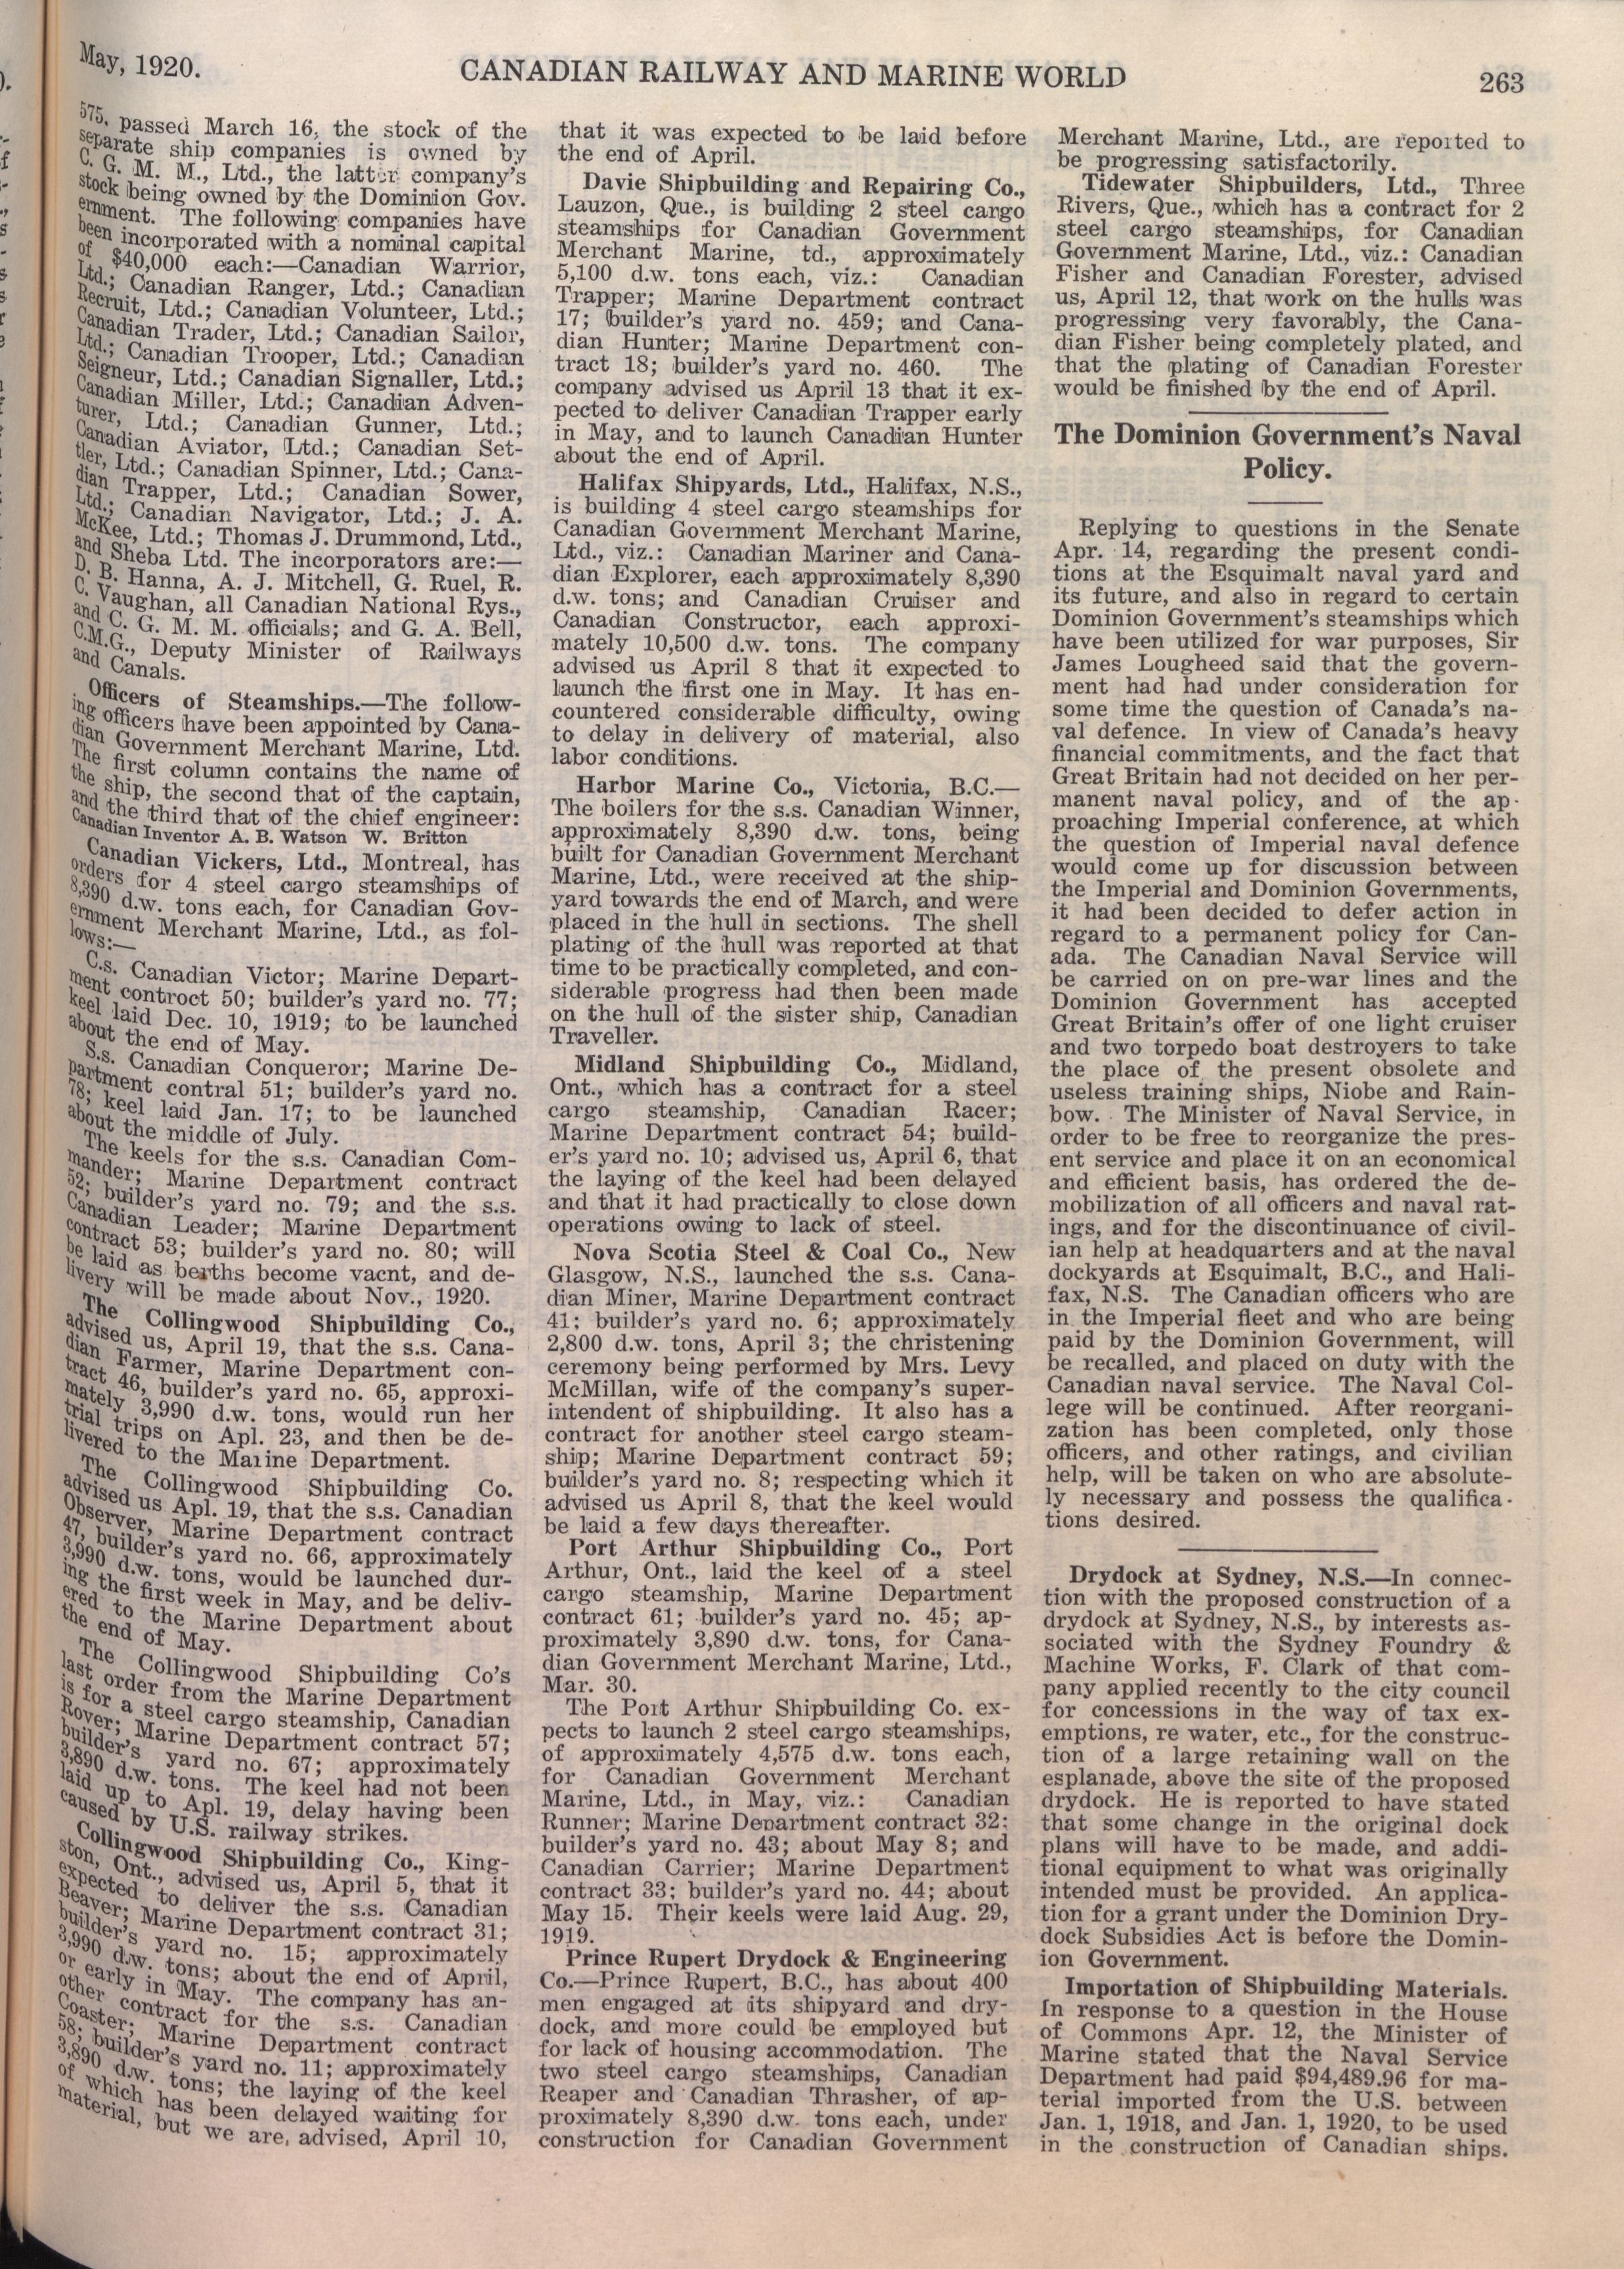 May, 1920.
CANADIAN RAILWAY AND MARINE WORLD
263
575, passed March 16, the stock of the
separate ship companies is owned by
C. G. M. M., Ltd., the latter company's
stock being owned by the Dominion Gov.
ernment. The following companies have
been incorporated with a nominal capital
of $40,000 each:—Canadian Warrior,
Ltd.; Canadian Ranger, Ltd.; Canadian
Recruit, Ltd.; Canadian Volunteer, Ltd.;
Canadian Trader, Ltd.; Canadian Sailor,
Ltd.; Canadian Trooper, Ltd.; Canadian
Seigneur, Ltd.; Canadian Signaller, Ltd.;
Canadian Miller, Ltd.; Canadian Adven-
turer, Ltd.; Canadian Gunner, Ltd.;
Canadian Aviator, Ltd.; Canadian Set-
tler, Ltd.; Canadian Spinner, Ltd.; Cana-
dian Trapper, Ltd.; Canadian Sower,
Ltd.; Canadian Navigator, Ltd.; J. A.
McKee, Ltd.; Thomas J. Drummond, Ltd.,
and Sheba Ltd. The incorporators are:—
D. B. Hanna, A. J. Mitchell, G. Ruel, R.
C. Vaughan, all Canadian National Rys.,
and C. G. M. M. officials; and G. A. Bell,
C.M.G., Deputy Minister of Railways
and Canals.
Officers of Steamships.—The follow-
ing officers have been appointed by Cana-
dian Government Merchant Marine, Ltd.
The first column contains the name of
the ship, the second that of the captain,
and the third that of the chief engineer:
Canadian Inventor A. B. Watson W. Britton
Canadian Vickers, Ltd., Montreal, has
orders for 4 steel cargo steamships of
8,390 d.w. tons each, for Canadian Gov-
ernment Merchant Marine, Ltd., as fol-
lows:—
C.s. Canadian Victor; Marine Depart-
ment controct 50; builder's yard no. 77;
keel laid Dec. 10, 1919; to be launched
about the end of May.
S.s. Canadian Conqueror; Marine De-
partment contral 51; builder's yard no.
78; keel laid Jan. 17; to be launched
about the middle of July.
The keels for the s.s. Canadian Com-
mander; Marine Department contract
52; builder's yard no. 79; and the s.s.
Canadian Leader; Marine Department
contract 53; builder's yard no. 80; will
be laid as berths become vacnt, and de-
livery will be made about Nov., 1920.
The Collingwood Shipbuilding Co.,
advised us, April 19, that the s.s. Cana-
dian Farmer, Marine Department con-
tract 46, builder's yard no. 65, approxi-
mately 3,990 d.w. tons, would run her
trial trips on Apl. 23, and then be de-
livered to the Marine Department.
The Collingwood Shipbuilding Co.
advised us Apl. 19, that the s.s. Canadian
Observer, Marine Department contract
47, builder's yard no. 66, approximately
3,990 d.w. tons, would be launched dur-
ing the first week in May, and be deliv-
ered to the Marine Department about
the end of May.
The Collingwood Shipbuilding Co's
last order from the Marine Department
is for a steel cargo steamship, Canadian
Rover; Marine Department contract 57;
builder's yard no. 67; approximately
3,890 d.w. tons. The keel had not been
laid up to Apl. 19, delay having been
caused by U.S. railway strikes.
Collingwood Shipbuilding Co., King-
ston, Ont., advised us, April 5, that it
expected to deliver the s.s. Canadian
Beaver; Marine Department contract 31;
builder's yard no. 15; approximately
3,990 d.w. tons; about the end of April,
or early in May. The company has an-
other contract for the s.s. Canadian
Coaster; Marine Department contract
58; builder's yard no. 11; approximately
3,890 d.w. tons; the laying of the keel
of which has been delayed waiting for
material, but we are, advised, April 10,
that it was expected to be laid before
the end of April.
Davie Shipbuilding and Repairing Co.,
Lauzon, Que., is building 2 steel cargo
steamships for Canadian Government
Merchant Marine, td., approximately
5,100 d.w. tons each, viz.: Canadian
Trapper; Marine Department contract
17; builder's yard no. 459; and Cana-
dian Hunter; Marine Department con-
tract 18; builder's yard no. 460. The
company advised us April 13 that it ex-
pected to deliver Canadian Trapper early
in May, and to launch Canadian Hunter
about the end of April.
Halifax Shipyards, Ltd., Halifax, N.S.,
is building 4 steel cargo steamships for
Canadian Government Merchant Marine,
Ltd., viz.: Canadian Mariner and Cana-
dian Explorer, each approximately 8,390
d.w. tons; and Canadian Cruiser and
Canadian Constructor, each approxi-
mately 10,500 d.w. tons. The company
advised us April 8 that it expected to
launch the first one in May. It has en-
countered considerable difficulty, owing
to delay in delivery of material, also
labor conditions.
Harbor Marine Co., Victoria, B.C.—
The boilers for the s.s. Canadian Winner,
approximately 8,390 d.w. tons, being
built for Canadian Government Merchant
Marine, Ltd., were received at the ship-
yard towards the end of March, and were
placed in the hull in sections. The shell
plating of the hull was reported at that
time to be practically completed, and con-
siderable progress had then been made
on the hull of the sister ship, Canadian
Traveller.
Midland Shipbuilding Co., Midland,
Ont., which has a contract for a steel
cargo steamship, Canadian Racer;
Marine Department contract 54; build-
er's yard no. 10; advised us, April 6, that
the laying of the keel had been delayed
and that it had practically to close down
operations owing to lack of steel.
Nova Scotia Steel & Coal Co., New
Glasgow, N.S., launched the s.s. Cana-
dian Miner, Marine Department contract
41; builder's yard no. 6; approximately
2,800 d.w. tons, April 3; the christening
ceremony being performed by Mrs. Levy
McMillan, wife of the company's super-
intendent of shipbuilding. It also has a
contract for another steel cargo steam-
ship; Marine Department contract 59;
builder's yard no. 8; respecting which it
advised us April 8, that the keel would
be laid a few days thereafter.
Port Arthur Shipbuilding Co., Port
Arthur, Ont., laid the keel of a steel
cargo steamship, Marine Department
contract 61; builder's yard no. 45; ap-
proximately 3,890 d.w. tons, for Cana-
dian Government Merchant Marine, Ltd.,
Mar. 30.
The Port Arthur Shipbuilding Co. ex-
pects to launch 2 steel cargo steamships,
of approximately 4,575 d.w. tons each,
for Canadian Government Merchant
Marine, Ltd., in May, viz.: Canadian
Runner; Marine Department contract 32;
builder's yard no. 43; about May 8; and
Canadian Carrier; Marine Department
contract 33; builder's yard no. 44; about
May 15. Their keels were laid Aug. 29,
1919.
Prince Rupert Drydock & Engineering
Co.—Prince Rupert, B.C., has about 400
men engaged at its shipyard and dry-
dock, and more could be employed but
for lack of housing accommodation. The
two steel cargo steamships, Canadian
Reaper and Canadian Thrasher, of ap-
proximately 8,390 d.w. tons each, under
construction for Canadian Government
Merchant Marine, Ltd., are reported to
be progressing satisfactorily.
Tidewater Shipbuilders, Ltd., Three
Rivers, Que., which has a contract for 2
steel cargo steamships, for Canadian
Government Marine, Ltd., viz.: Canadian
Fisher and Canadian Forester, advised
us, April 12, that work on the hulls was
progressing very favorably, the Cana-
dian Fisher being completely plated, and
that the plating of Canadian Forester
would be finished by the end of April.
The Dominion Government's Naval
Policy.
Replying to questions in the Senate
Apr. 14, regarding the present condi-
tions at the Esquimalt naval yard and
its future, and also in regard to certain
Dominion Government's steamships which
have been utilized for war purposes, Sir
James Lougheed said that the govern-
ment had had under consideration for
some time the question of Canada's na-
val defence. In view of Canada's heavy
financial commitments, and the fact that
Great Britain had not decided on her per-
manent naval policy, and of the ap-
proaching Imperial conference, at which
the question of Imperial naval defence
would come up for discussion between
the Imperial and Dominion Governments,
it had been decided to defer action in
regard to a permanent policy for Can-
ada. The Canadian Naval Service will
be carried on on pre-war lines and the
Dominion Government has accepted
Great Britain's offer of one light cruiser
and two torpedo boat destroyers to take
the place of the present obsolete and
useless training ships, Niobe and Rain-
bow. The Minister of Naval Service, in
order to be free to reorganize the pres-
ent service and place it on an economical
and efficient basis, has ordered the de-
mobilization of all officers and naval rat-
ings, and for the discontinuance of civil-
ian help at headquarters and at the naval
dockyards at Esquimalt, B.C., and Hali-
fax, N.S. The Canadian officers who are
in the Imperial fleet and who are being
paid by the Dominion Government, will
be recalled, and placed on duty with the
Canadian naval service. The Naval Col-
lege will be continued. After reorgani-
zation has been completed, only those
officers, and other ratings, and civilian
help, will be taken on who are absolute-
ly necessary and possess the qualifica-
tions desired.
Drydock at Sydney, N.S.—In connec-
tion with the proposed construction of a
drydock at Sydney, N.S., by interests as-
sociated with the Sydney Foundry &
Machine Works, F. Clark of that com-
pany applied recently to the city council
for concessions in the way of tax ex-
emptions, re water, etc., for the construc-
tion of a large retaining wall on the
esplanade, above the site of the proposed
drydock. He is reported to have stated
that some change in the original dock
plans will have to be made, and addi-
tional equipment to what was originally
intended must be provided. An applica-
tion for a grant under the Dominion Dry-
dock Subsidies Act is before the Domin-
ion Government.
Importation of Shipbuilding Materials.
In response to a question in the House
of Commons Apr. 12, the Minister of
Marine stated that the Naval Service
Department had paid $94,489.96 for ma-
terial imported from the U.S. between
Jan. 1, 1918, and Jan. 1, 1920, to be used
in the construction of Canadian ships.